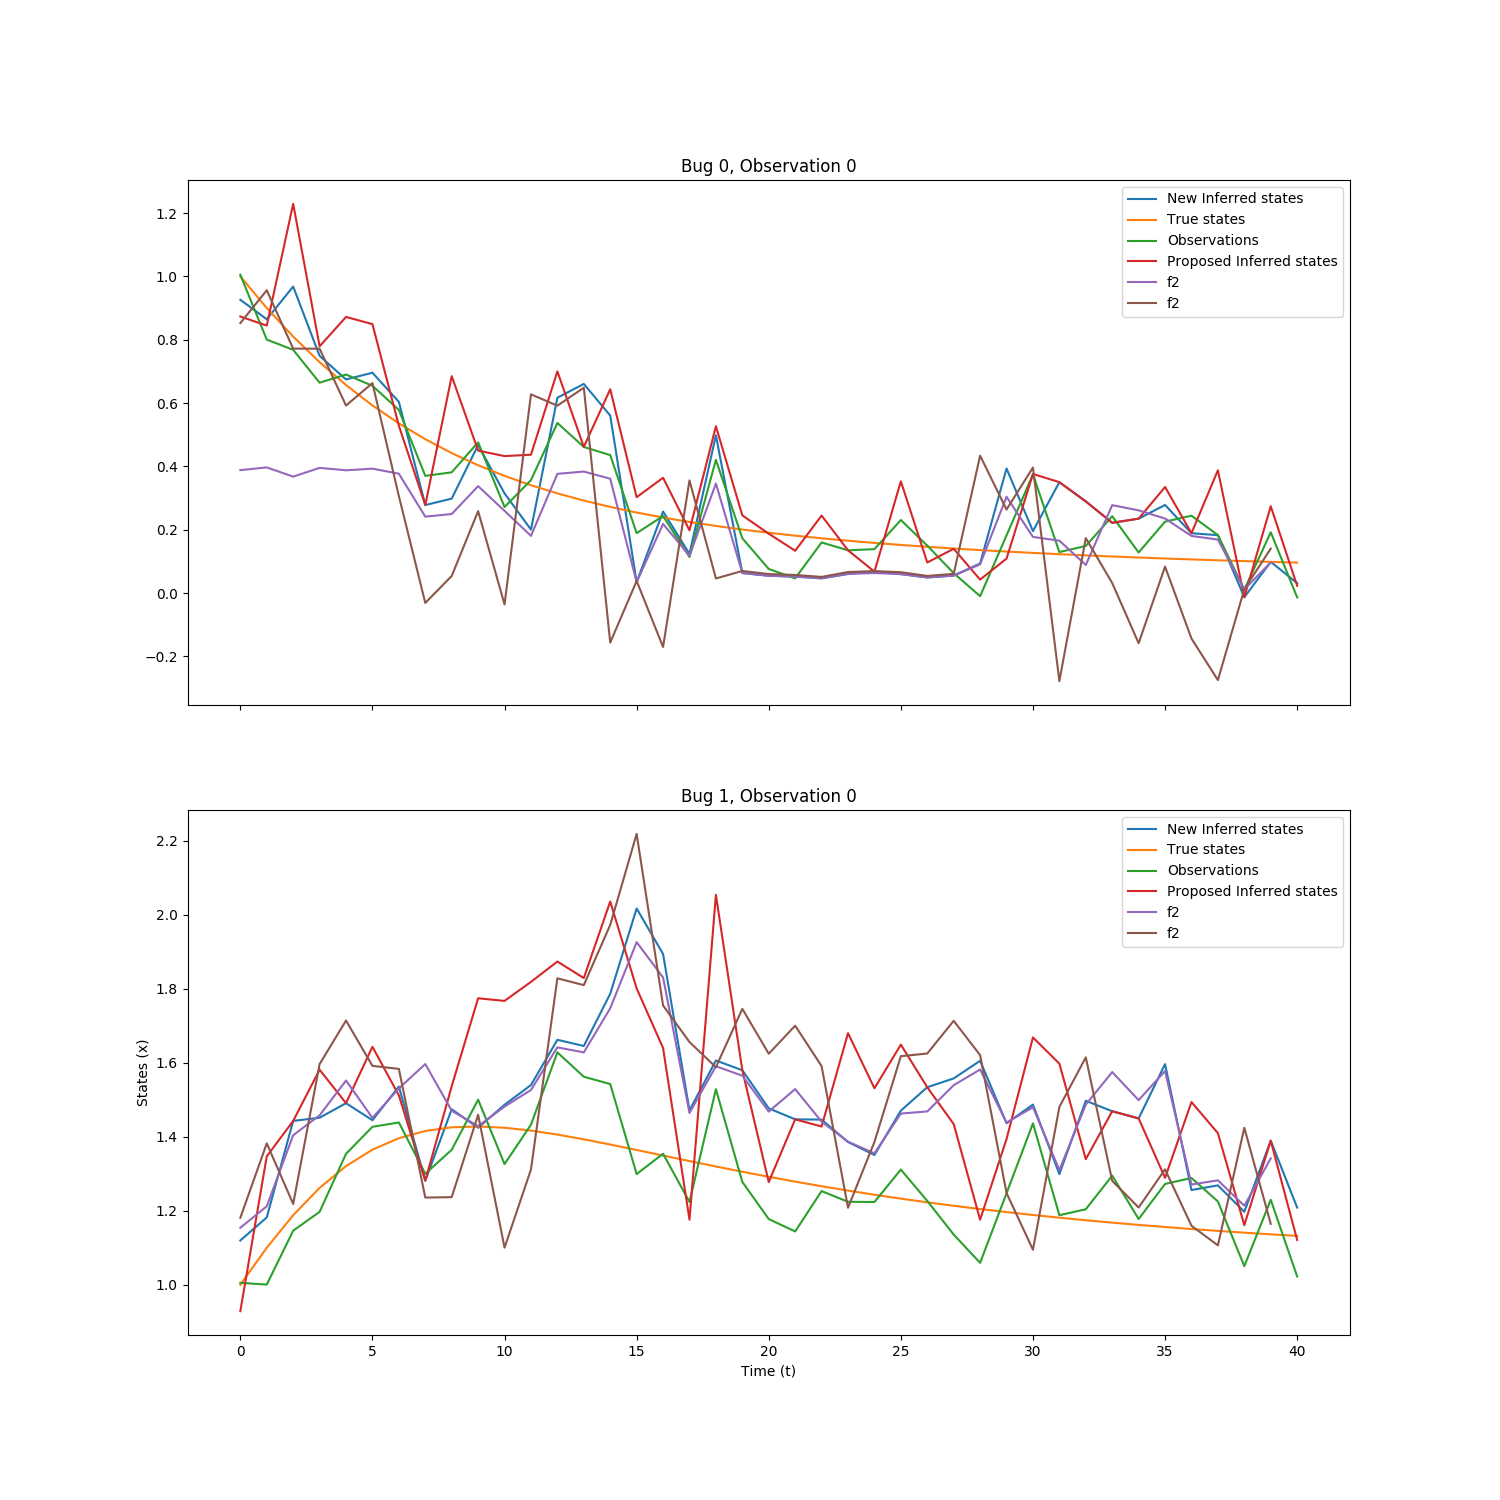 Bug 0, Observation 0
1.2
1.0
0.8
0.6
0.4
0.2
0.0
−0.2
New Inferred states
True states
Observations
Proposed Inferred states
f2
f2
Bug 1, Observation 0
States (x)
2.2
2.0
1.8
1.6
1.4
1.2
1.0
New Inferred states
True states
Observations
Proposed Inferred states
f2
f2
0 5 10 15 20 25 30 35 40
Time (t)